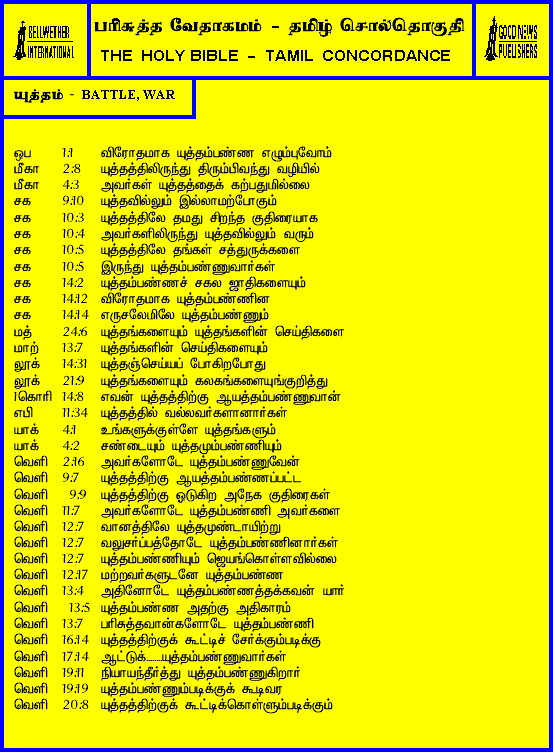 BELLWETHER
INTERNATIONAL
பரிசுத்த வேதாகமம் - தமிழ் சொல்தொகுதி
THE HOLY BIBLE - TAMIL CONCORDANCE
GOOD NEWS
PUBLISHERS
யுத்தம் - BATTLE, WAR
ஒப 1:1 விரோதமாக யுத்தம்பண்ண எழும்புவோம்
மீகா 2:8 யுத்தத்திலிருந்து திரும்பிவந்து வழியில்
மீகா 4:3 அவர்கள் யுத்தத்தைக் கற்பதுமில்லை
சக 9:10 யுத்தவில்லும் இல்லாமற்போகும்
சக 10:3 யுத்தத்திலே தமது சிறந்த குதிரையாக
சக 10:4 அவர்களிலிருந்து யுத்தவில்லும் வரும்
சக 10:5 யுத்தத்திலே தங்கள் சத்துருக்களை
சக 10:5 இருந்து யுத்தம்பண்ணுவார்கள்
சக 14:2 யுத்தம்பண்ணச் சகல ஜாதிகளையும்
சக 14:12 விரோதமாக யுத்தம்பண்ணின
சக 14:14 எருசலேமிலே யுத்தம்பண்ணும்
மத் 24:6 யுத்தங்களையும் யுத்தங்களின் செய்திகளை
மாற் 13:7 யுத்தங்களின் செய்திகளையும்
லூக் 14:31 யுத்தஞ்செய்யப் போகிறபோது
லூக் 21:9 யுத்தங்களையும் கலகங்களையுங்குறித்து
1கொரி 14:8 எவன் யுத்தத்திற்கு ஆயத்தம்பண்ணுவான்
எபி 11:34 யுத்தத்தில் வல்லவர்களானார்கள்
யாக் 4:1 உங்களுக்குள்ளே யுத்தங்களும்
யாக் 4:2 சண்டையும் யுத்தமும்பண்ணியும்
வெளி 2:16 அவர்களோடே யுத்தம்பண்ணுவேன்
வெளி 9:7 யுத்தத்திற்கு ஆயத்தம்பண்ணப்பட்ட
வெளி 9:9 யுத்தத்திற்கு ஓடுகிற அநேக குதிரைகள்
வெளி 11:7 அவர்களோடே யுத்தம்பண்ணி அவர்களை
வெளி 12:7 வானத்திலே யுத்தமுண்டாயிற்று
வெளி 12:7 வலுசர்ப்பத்தோடே யுத்தம்பண்ணினார்கள்
வெளி 12:7 யுத்தம்பண்ணியும் ஜெயங்கொள்ளவில்லை
வெளி 12:17 மற்றவர்களுடனே யுத்தம்பண்ண
வெளி 13:4 அதினோடே யுத்தம்பண்ணத்தக்கவன் யார்
வெளி 13:5 யுத்தம்பண்ண அதற்கு அதிகாரம்
வெளி 13:7 பரிசுத்தவான்களோடே யுத்தம்பண்ணி
வெளி 16:14 யுத்தத்திற்குக் கூட்டிச் சேர்க்கும்படிக்கு
வெளி 17:14 ஆட்டுக்.......யுத்தம்பண்ணுவார்கள்
வெளி 19:11 நியாயந்தீர்த்து யுத்தம்பண்ணுகிறார்
வெளி 19:19 யுத்தம்பண்ணும்படிக்குக் கூடிவர
வெளி 20:8 யுத்தத்திற்குக் கூட்டிக்கொள்ளும்படிக்கும்